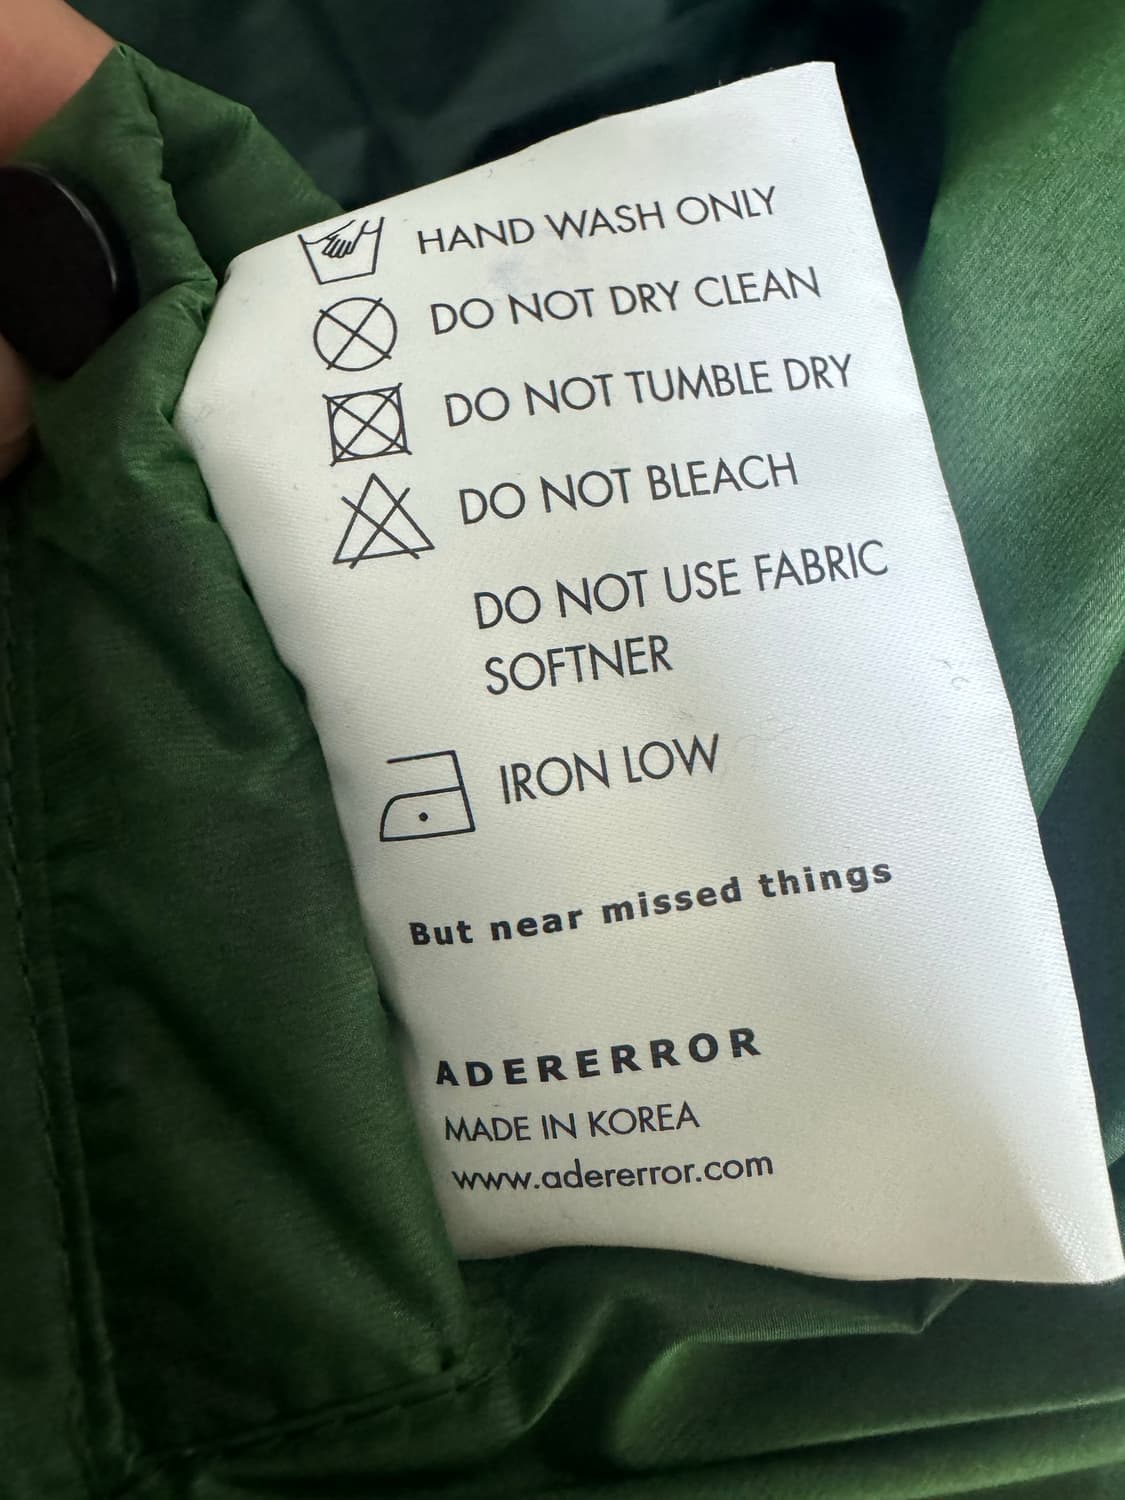 HAND WASH ONLY
DO NOT DRY CLEAN
DO NOT TUMBLE DRY
DO NOT BLEACH
DO NOT USE FABRIC
SOFTNER
IRON LOW
But near missed things
ADERERROR
MADE IN KOREA
www.adererror.com